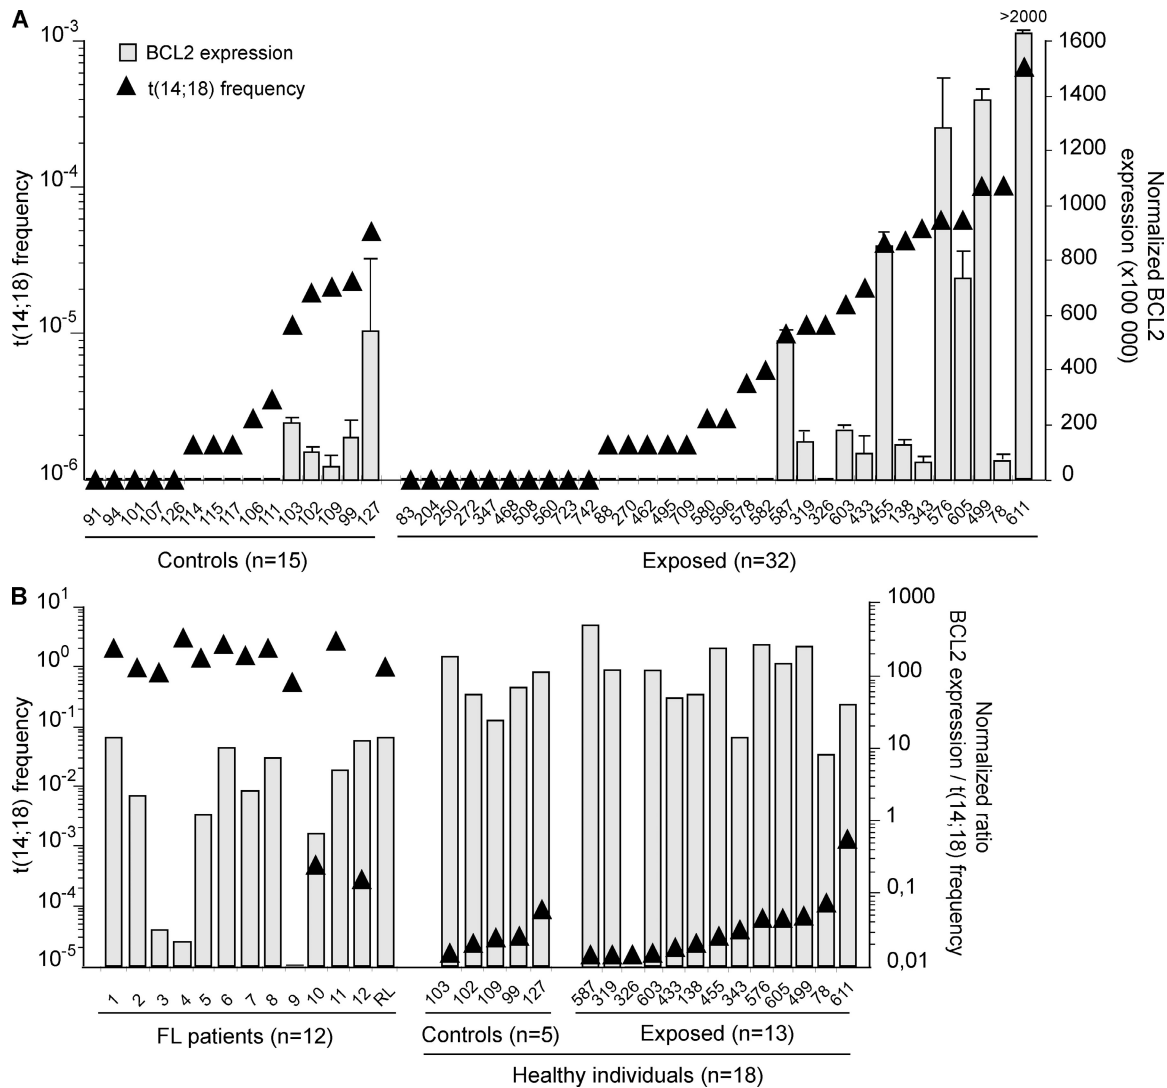 A
>2000
BCL2 expression
t(14;18) frequency
10-3
10-4
10-5
10-6
t(14;18) frequency
1600
1400
1200
1000
800
600
400
200
0
Normalized BCL2
expression (x100 000)
91 94 101 107 126 114 115 117 106 111 103 102 109 99 127
83 204 250 272 347 468 508 560 723 742 88 270 462 495 709 580 596 578 582 587 319 326 603 433 455 138 343 576 605 499 78 611
Controls (n=15)
Exposed (n=32)
B
101
100
10-1
10-2
10-3
10-4
10-5
t(14;18) frequency
1000
100
10
1
0,1
0,01
Normalized ratio
BCL2 expression / t(14;18) frequency
1 2 3 4 5 6 7 8 9 10 11 12 RL
103 102 109 99 127
587 319 326 603 433 138 455 343 576 605 499 78 611
FL patients (n=12)
Controls (n=5)
Exposed (n=13)
Healthy individuals (n=18)